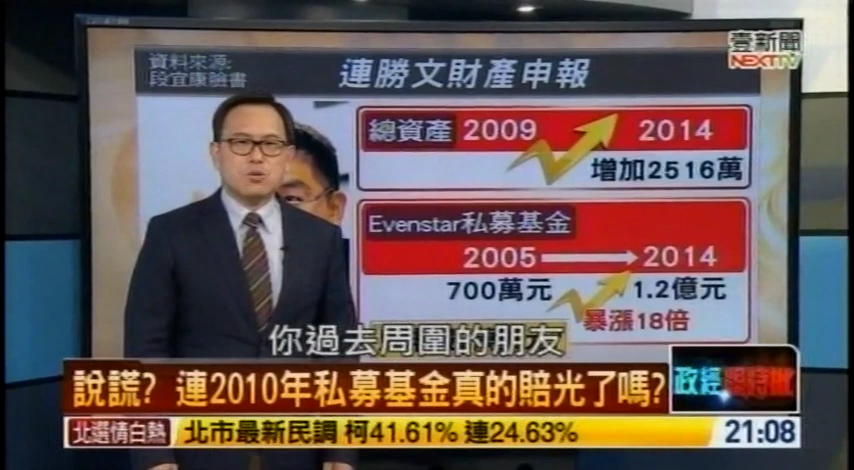 壹新聞
NEXTTV
資料來源:
段宜康臉書
連勝文財產申報
總資產 2009 2014
增加2516萬
Evenstar私募基金
2005 2014
700萬元 1.2億元
暴漲18倍
你過去周圍的朋友
說謊? 連2010年私募基金真的賠光了嗎?
政經
北選情白熱 北市最新民調 柯41.61% 連24.63% 21:08